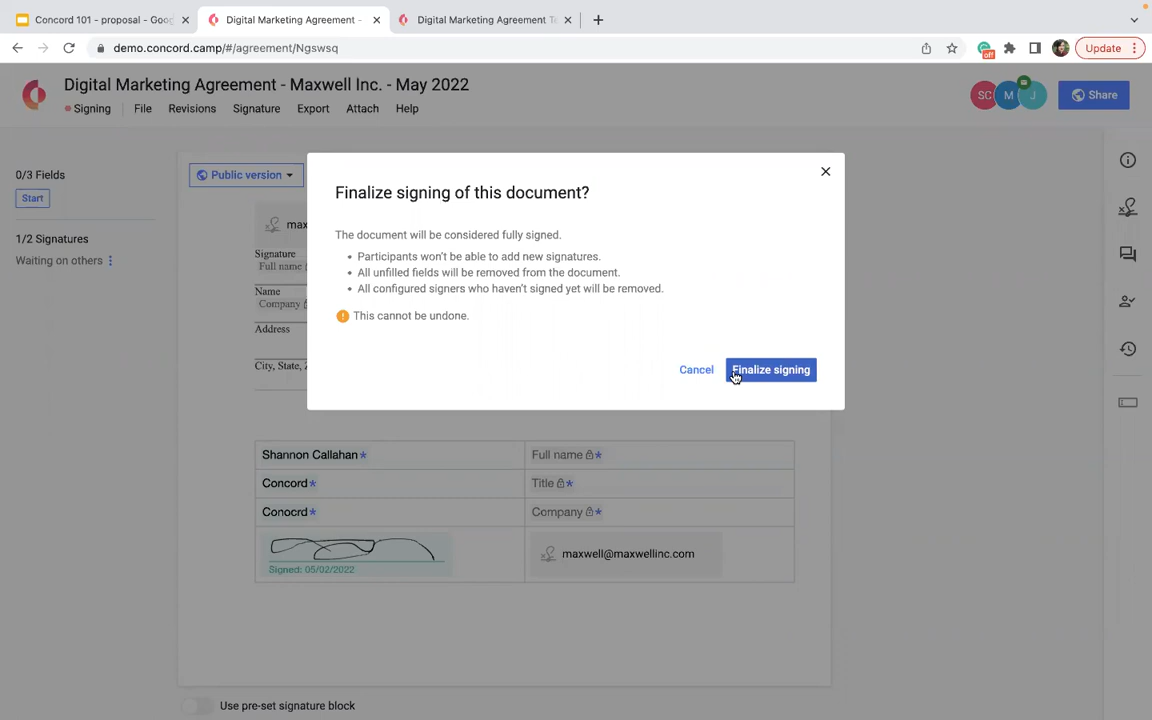 Concord 101 - proposal - Goog
Digital Marketing Agreement -
Digital Marketing Agreement Te
demo.concord.camp/#/agreement/Ngswsq
off
Update
Digital Marketing Agreement - Maxwell Inc. - May 2022
Signing
File
Revisions
Signature
Export
Attach
Help
SC
M
J
Share
0/3 Fields
Start
1/2 Signatures
Waiting on others
Public version
max
Signature
Full name
Name
Company
Address
City, State, Z
Finalize signing of this document?
The document will be considered fully signed.
• Participants won't be able to add new signatures.
• All unfilled fields will be removed from the document.
• All configured signers who haven't signed yet will be removed.
This cannot be undone.
Cancel
Finalize signing
Shannon Callahan*
Full name *
Concord*
Title *
Conocrd*
Company *
Signed: 05/02/2022
maxwell@maxwellinc.com
Use pre-set signature block